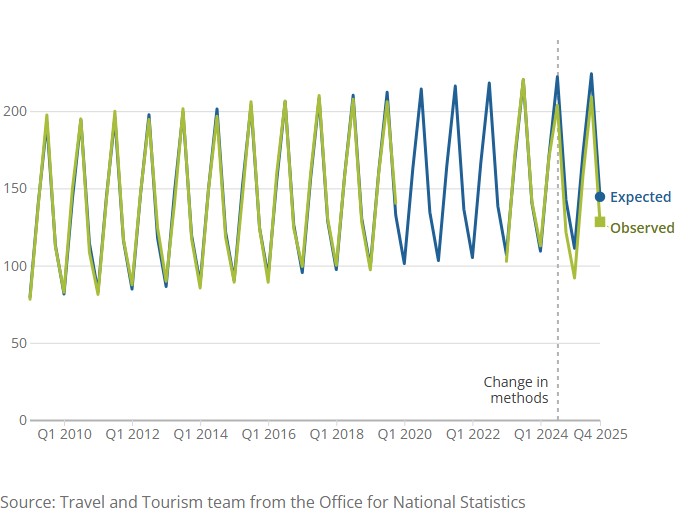 200
150
100
50
0
Expected
Observed
Change in
methods
Q1 2010 Q1 2012 Q1 2014 Q1 2016 Q1 2018 Q1 2020 Q1 2022 Q1 2024 Q4 2025
Source: Travel and Tourism team from the Office for National Statistics